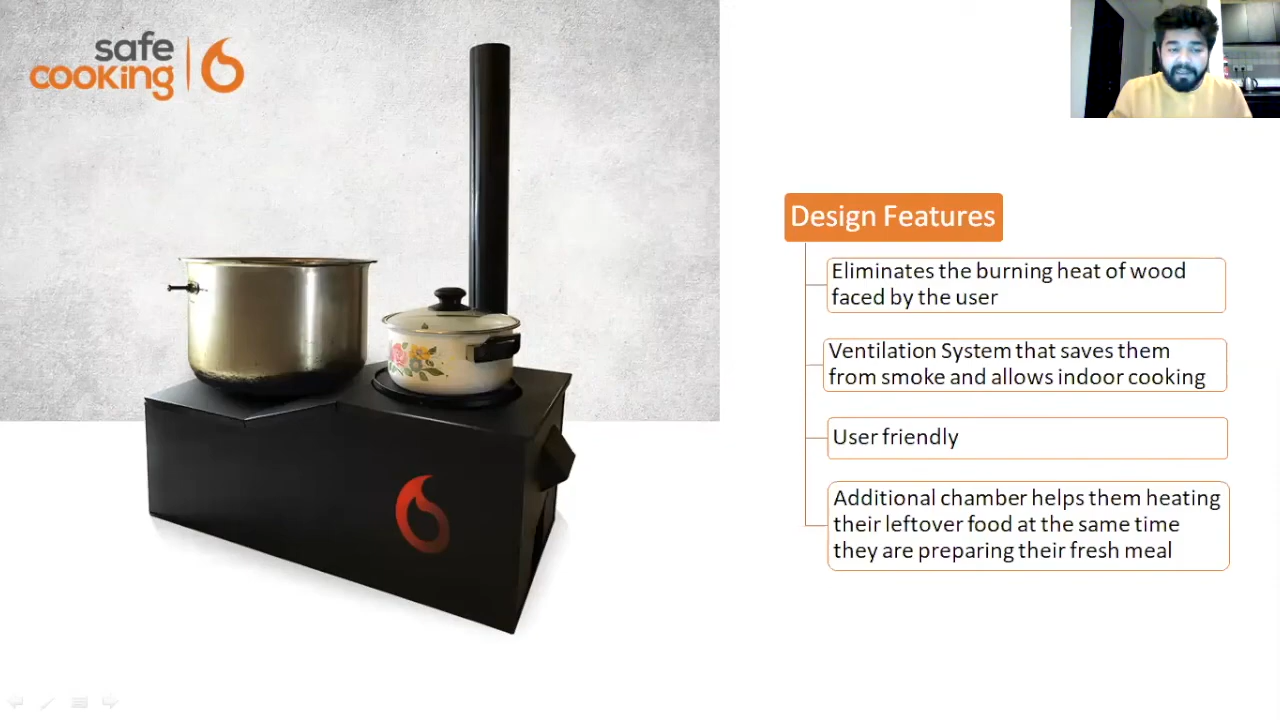 safe
cooking
Design Features
Eliminates the burning heat of wood
faced by the user
Ventilation System that saves them
from smoke and allows indoor cooking
User friendly
Additional chamber helps them heating
their leftover food at the same time
they are preparing their fresh meal